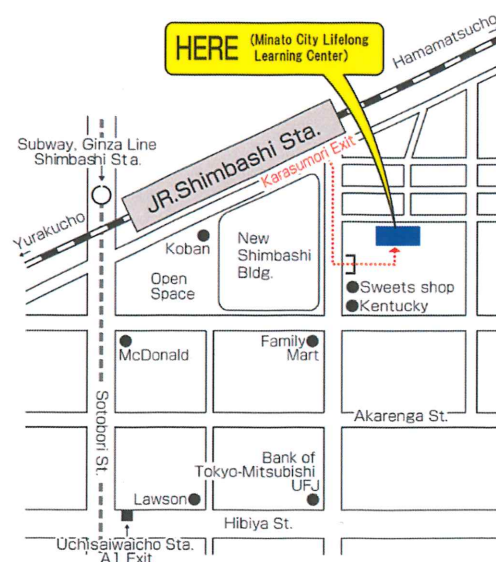 HERE (Minato City Lifelong
Learning Center)
Hamamatsucho
Subway, Ginza Line
Shimbashi Sta.
JR.Shimbashi Sta.
Karasumori Exit
Yurakucho
Koban
New
Shimbashi
Bldg.
Open
Space
Sweets shop
Kentucky
McDonald
Family
Mart
Sotobori St.
Akarenga St.
Bank of
Tokyo-Mitsubishi
UFJ
Lawson
Hibiya St.
Uchisaiwaicho Sta.
A1 Exit